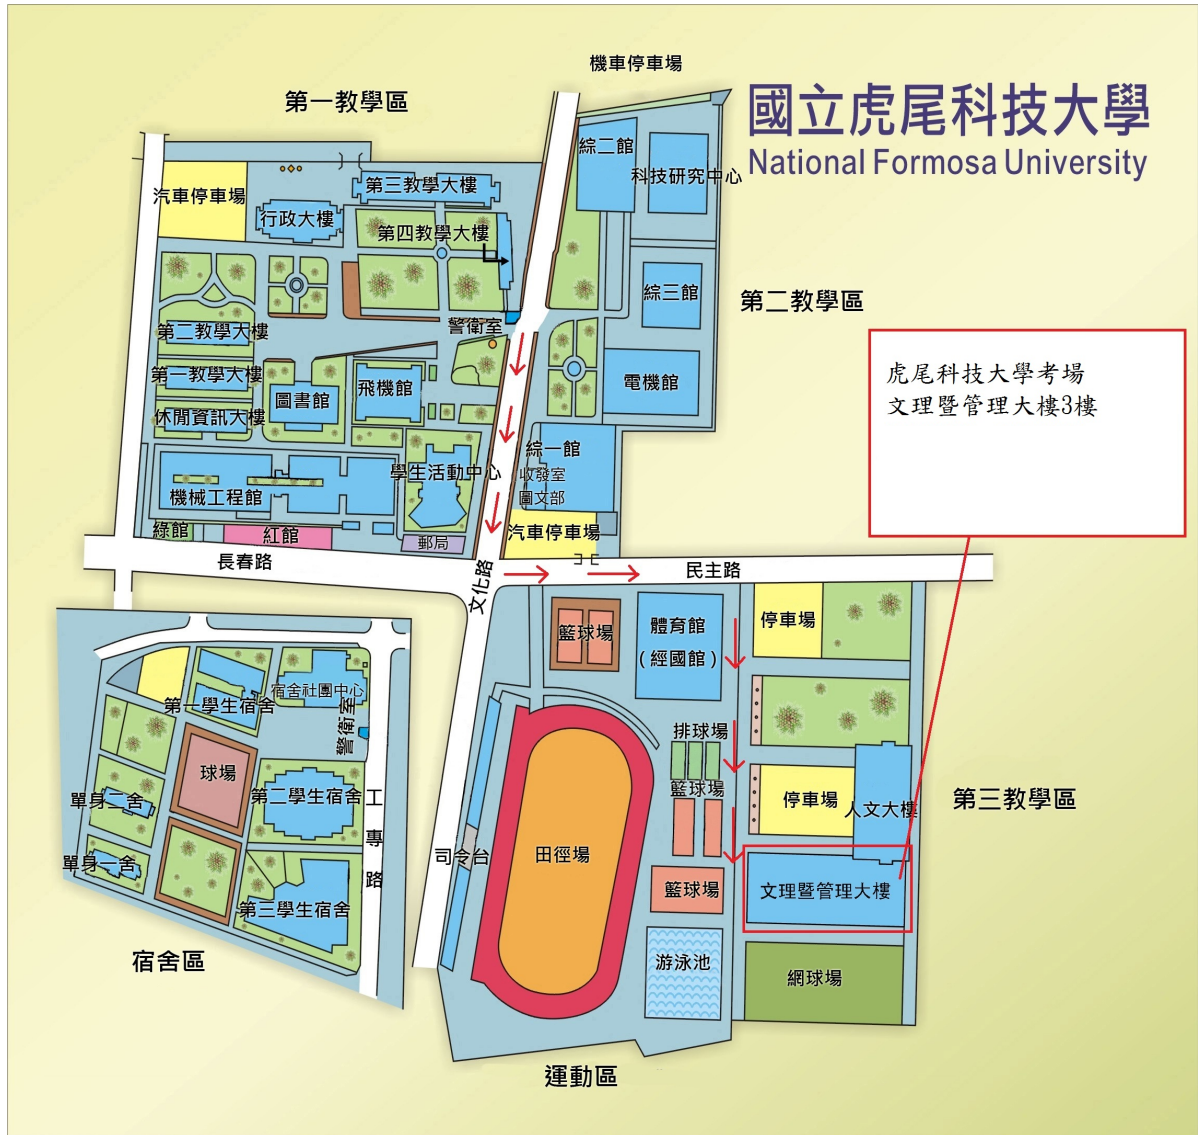 機車停車場
國立虎尾科技大學
National Formosa University
第一教學區
綜二館
科技研究中心
汽車停車場
第三教學大樓
行政大樓
第四教學大樓
綜三館
第二教學區
警衛室
第二教學大樓
第一教學大樓
圖書館
飛機館
電機館
休閒資訊大樓
虎尾科技大學考場
文理暨管理大樓3樓
學生活動中心
綜一館
收發室
圖文部
機械工程館
汽車停車場
綠館
紅館
郵局
長春路
文化路
民主路
籃球場
體育館
(經國館)
停車場
宿舍社團中心
第一學生宿舍
警衛室
排球場
球場
籃球場
停車場
人文大樓
第三教學區
單身二舍
第二學生宿舍
工專路
單身一舍
司令台
田徑場
籃球場
文理暨管理大樓
第三學生宿舍
宿舍區
游泳池
網球場
運動區